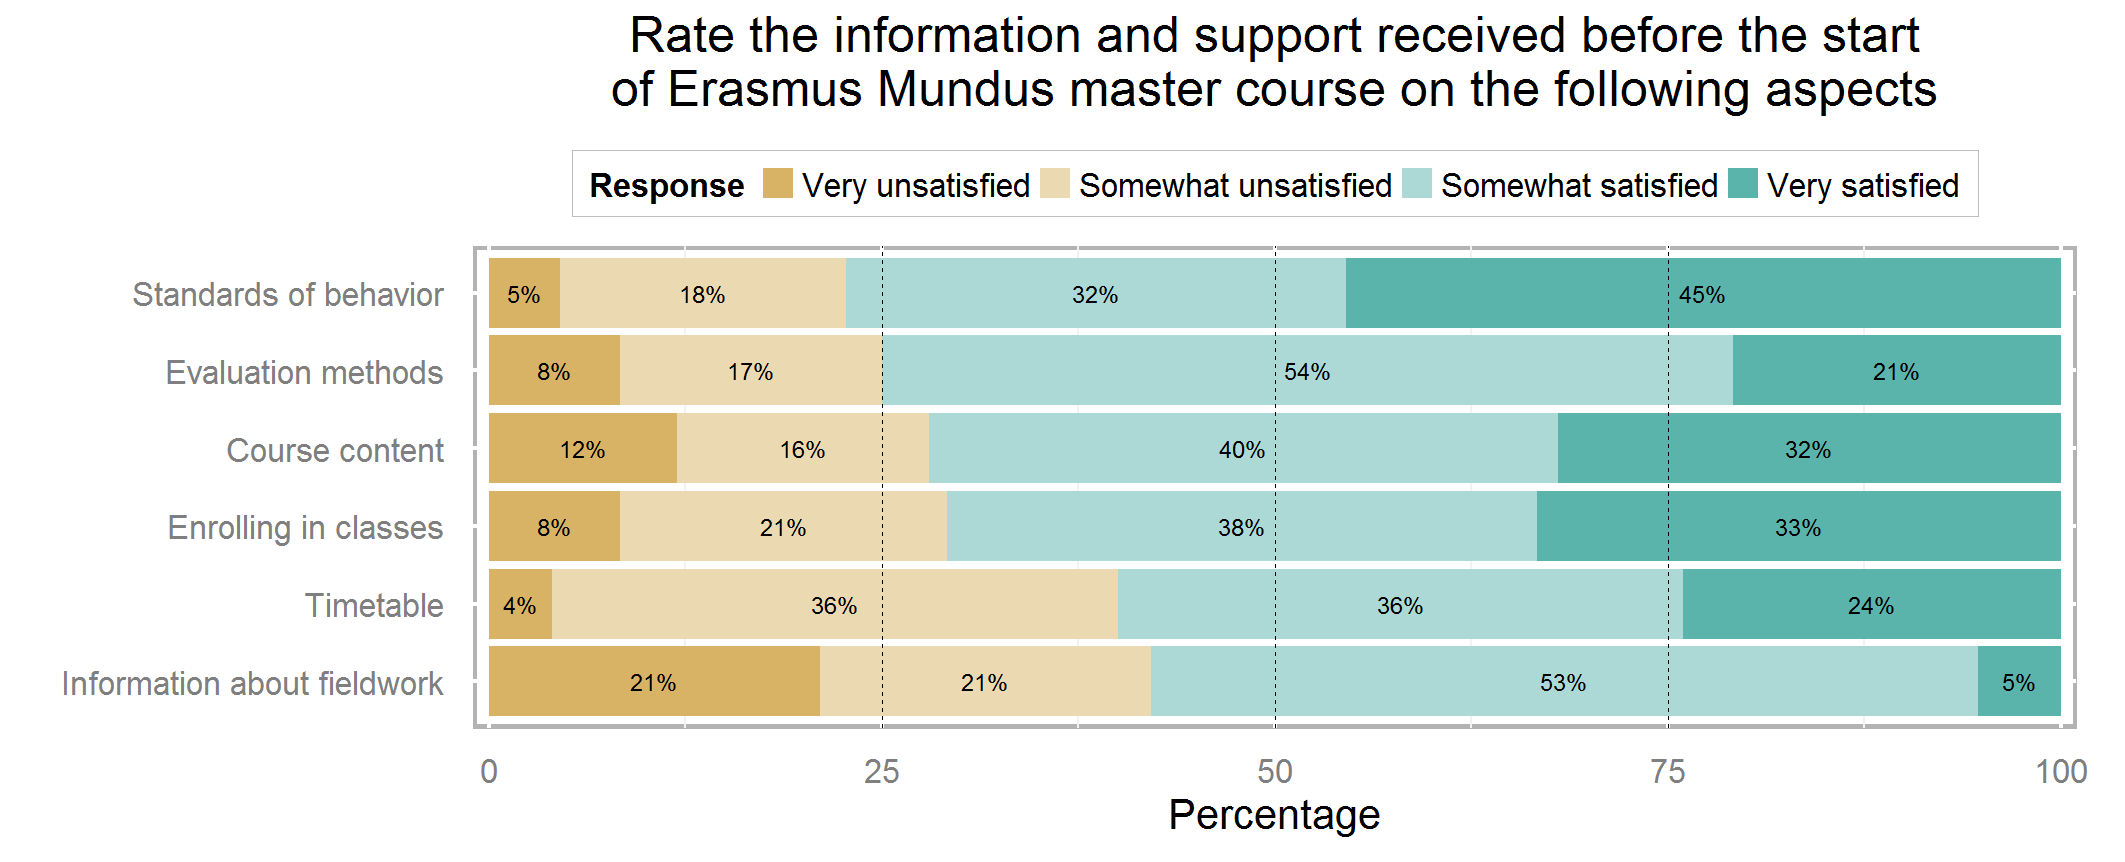 Rate the information and support received before the start
of Erasmus Mundus master course on the following aspects
Response Very unsatisfied Somewhat unsatisfied Somewhat satisfied Very satisfied
Standards of behavior 5% 18% 32% 45%
Evaluation methods 8% 17% 54% 21%
Course content 12% 16% 40% 32%
Enrolling in classes 8% 21% 38% 33%
Timetable 4% 36% 36% 24%
Information about fieldwork 21% 21% 53% 5%
0 25 50 75 100
Percentage